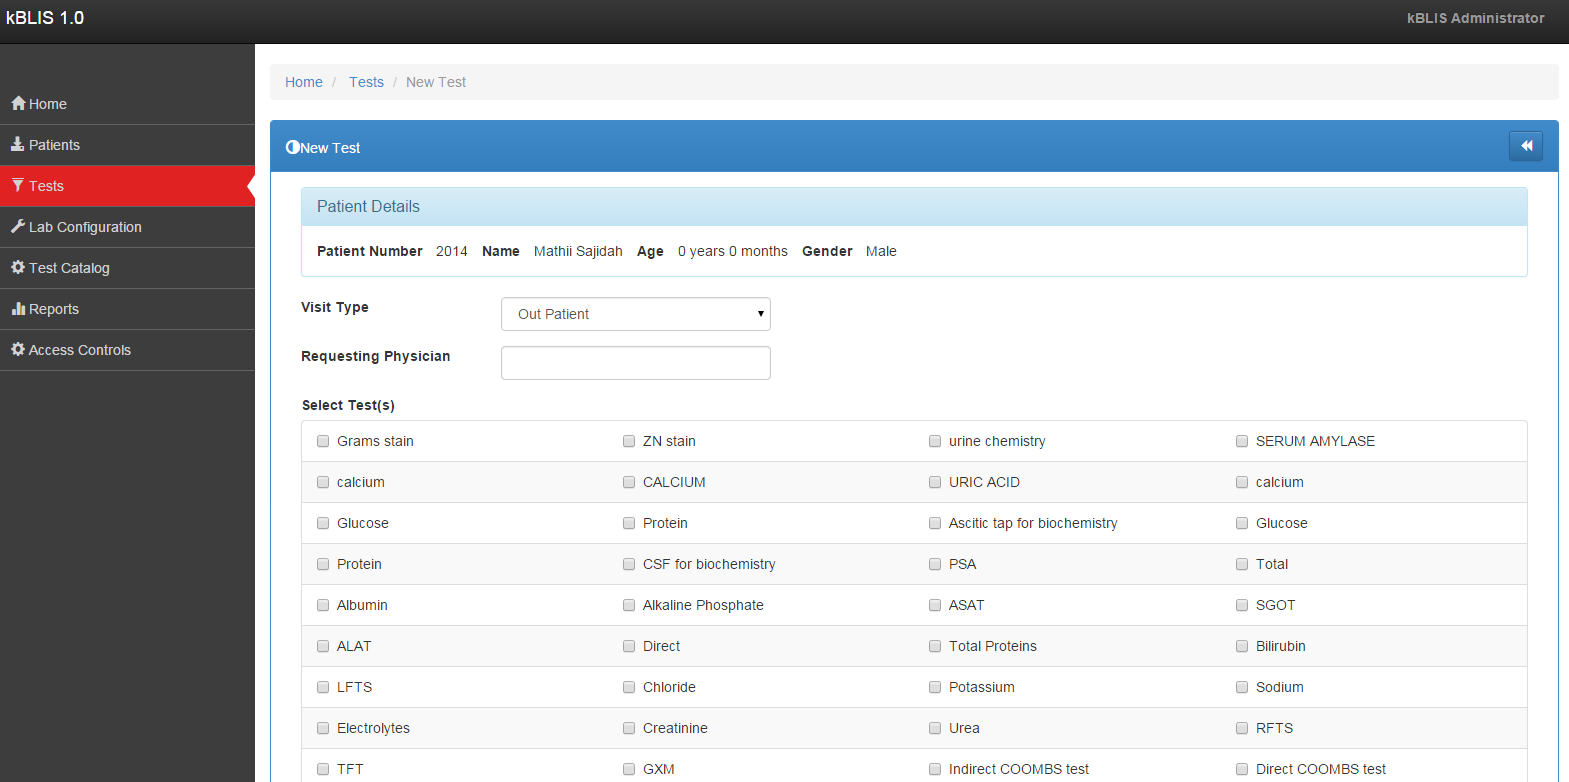 kBLIS 1.0
kBLIS Administrator
Home
Patients
Tests
Lab Configuration
Test Catalog
Reports
Access Controls
Home / Tests / New Test
New Test
Patient Details
Patient Number 2014 Name Mathii Sajidah Age 0 years 0 months Gender Male
Visit Type Out Patient
Requesting Physician
Select Test(s)
Grams stain ZN stain urine chemistry SERUM AMYLASE
calcium CALCIUM URIC ACID calcium
Glucose Protein Ascitic tap for biochemistry Glucose
Protein CSF for biochemistry PSA Total
Albumin Alkaline Phosphate ASAT SGOT
ALAT Direct Total Proteins Bilirubin
LFTS Chloride Potassium Sodium
Electrolytes Creatinine Urea RFTS
TFT GXM Indirect COOMBS test Direct COOMBS test